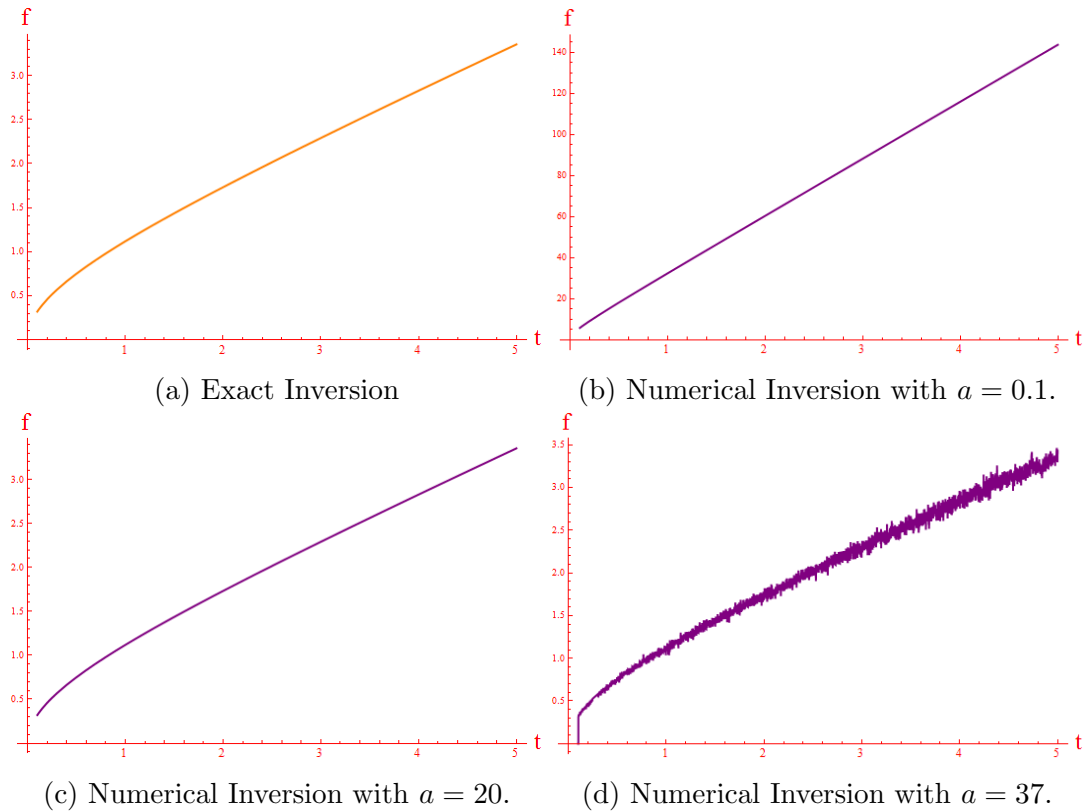 f
3.0
2.5
2.0
1.5
1.0
0.5
1 2 3 4 5 t
(a) Exact Inversion
f
140
120
100
80
60
40
20
1 2 3 4 5 t
(b) Numerical Inversion with a = 0.1.
f
3.0
2.5
2.0
1.5
1.0
0.5
1 2 3 4 5 t
(c) Numerical Inversion with a = 20.
f
3.5
3.0
2.5
2.0
1.5
1.0
0.5
1 2 3 4 5 t
(d) Numerical Inversion with a = 37.